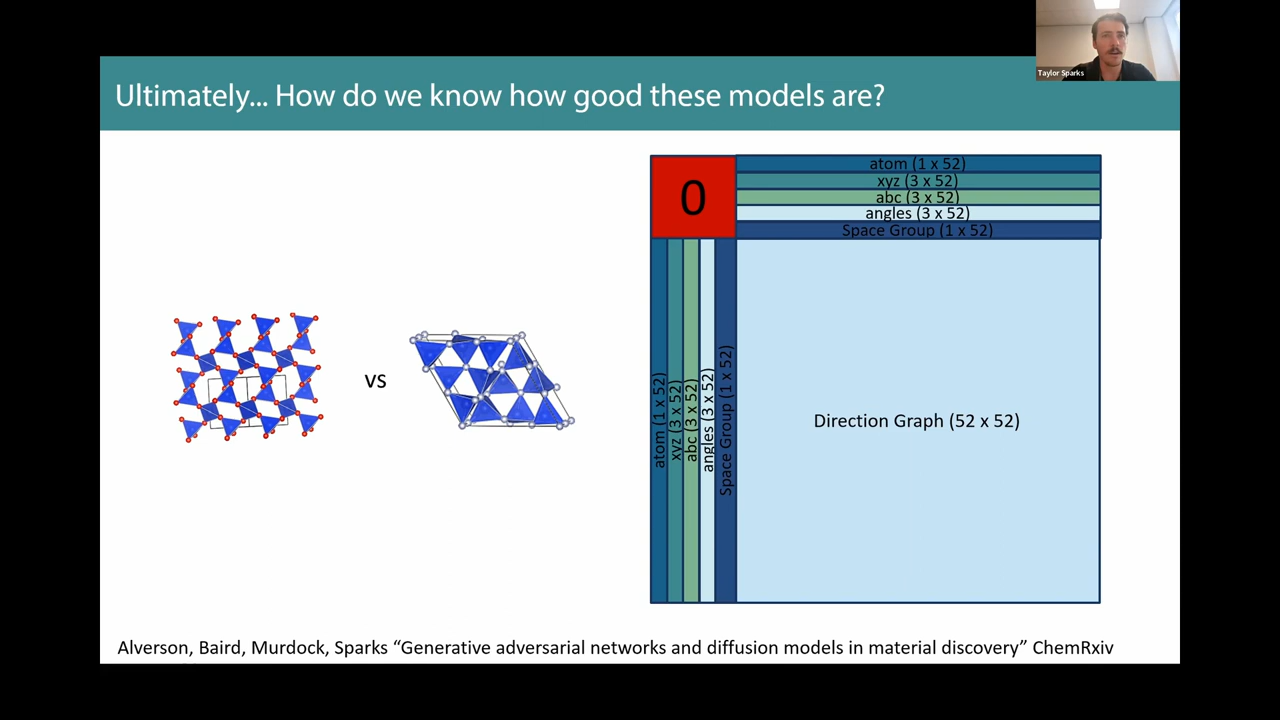 Taylor Sparks
Ultimately... How do we know how good these models are?
0
atom (1 x 52)
xyz (3 x 52)
abc (3 x 52)
angles (3 x 52)
Space Group (1 x 52)
atom (1 x 52)
xyz (3 x 52)
abc (3 x 52)
angles (3 x 52)
Space Group (1 x 52)
vs
Direction Graph (52 x 52)
Alverson, Baird, Murdock, Sparks “Generative adversarial networks and diffusion models in material discovery” ChemRxiv